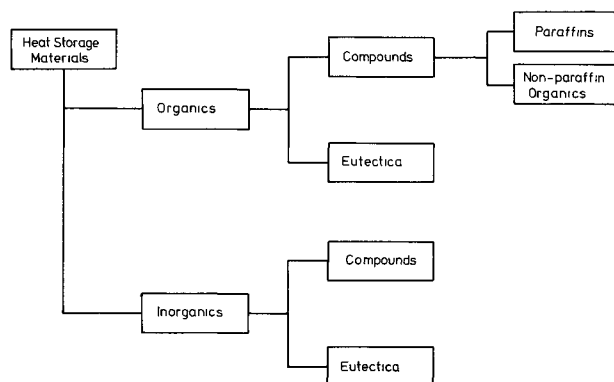 Heat Storage
Materials
Organics
Compounds
Paraffins
Non-paraffin
Organics
Eutectica
Inorganics
Compounds
Eutectica